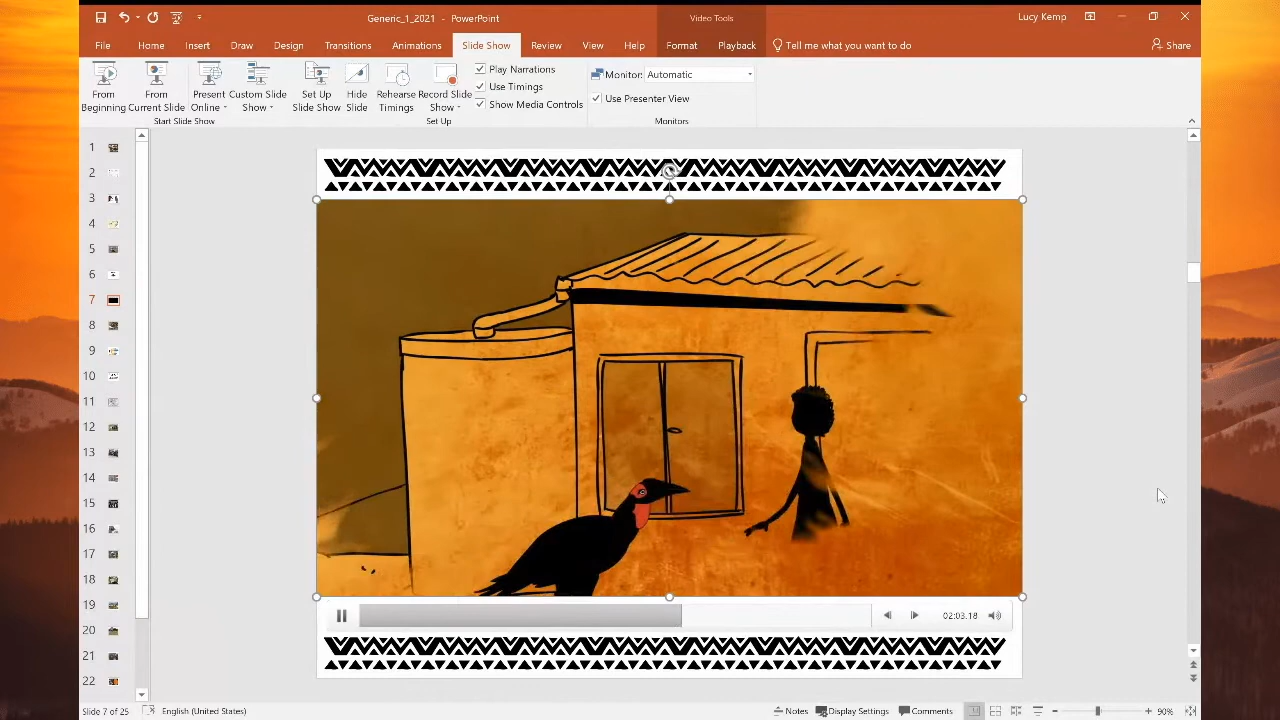 Generic_1_2021 - PowerPoint
Video Tools
Lucy Kemp
File Home Insert Draw Design Transitions Animations Slide Show Review View Help Format Playback Tell me what you want to do Share
From Beginning
From Current Slide
Present Online
Custom Slide Show
Set Up Slide Show
Hide Slide
Rehearse Timings
Record Slide Show
Play Narrations
Use Timings
Show Media Controls
Monitor: Automatic
Use Presenter View
Start Slide Show
Set Up
Monitors
1
2
3
4
5
6
7
8
9
10
11
12
13
14
15
16
17
18
19
20
21
22
02:03.18
Slide 7 of 25 English (United States) Notes Display Settings Comments 90%